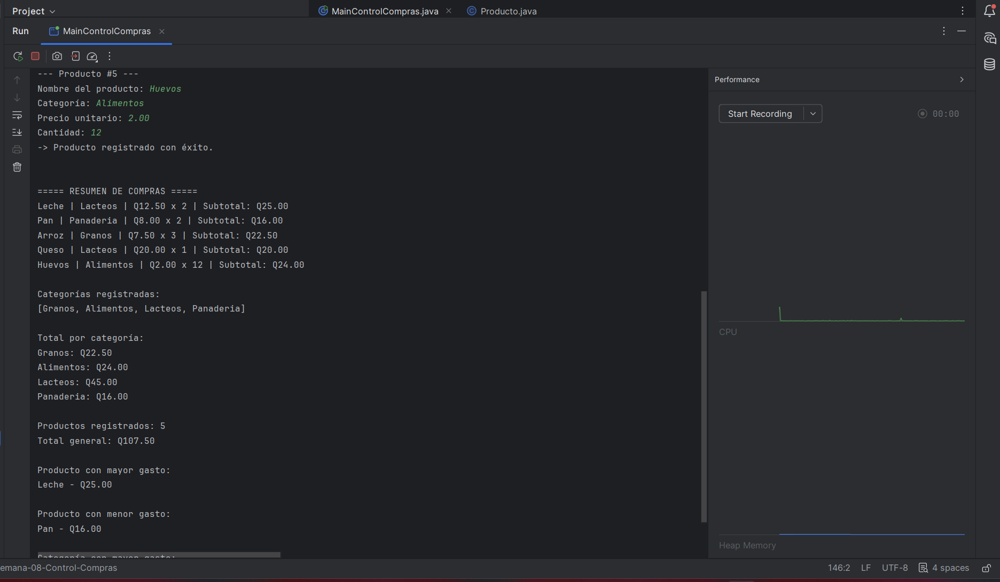 Project
MainControlCompras.java
Producto.java
Run
MainControlCompras
--- Producto #5 ---
Nombre del producto: Huevos
Categoría: Alimentos
Precio unitario: 2.00
Cantidad: 12
-> Producto registrado con éxito.
===== RESUMEN DE COMPRAS =====
Leche | Lacteos | Q12.50 x 2 | Subtotal: Q25.00
Pan | Panaderia | Q8.00 x 2 | Subtotal: Q16.00
Arroz | Granos | Q7.50 x 3 | Subtotal: Q22.50
Queso | Lacteos | Q20.00 x 1 | Subtotal: Q20.00
Huevos | Alimentos | Q2.00 x 12 | Subtotal: Q24.00
Categorías registradas:
[Granos, Alimentos, Lacteos, Panaderia]
Total por categoría:
Granos: Q22.50
Alimentos: Q24.00
Lacteos: Q45.00
Panaderia: Q16.00
Productos registrados: 5
Total general: Q107.50
Producto con mayor gasto:
Leche - Q25.00
Producto con menor gasto:
Pan - Q16.00
Categoría con mayor gasto:
Performance
Start Recording
00:00
CPU
Heap Memory
emana-08-Control-Compras
146:2
LF
UTF-8
4 spaces